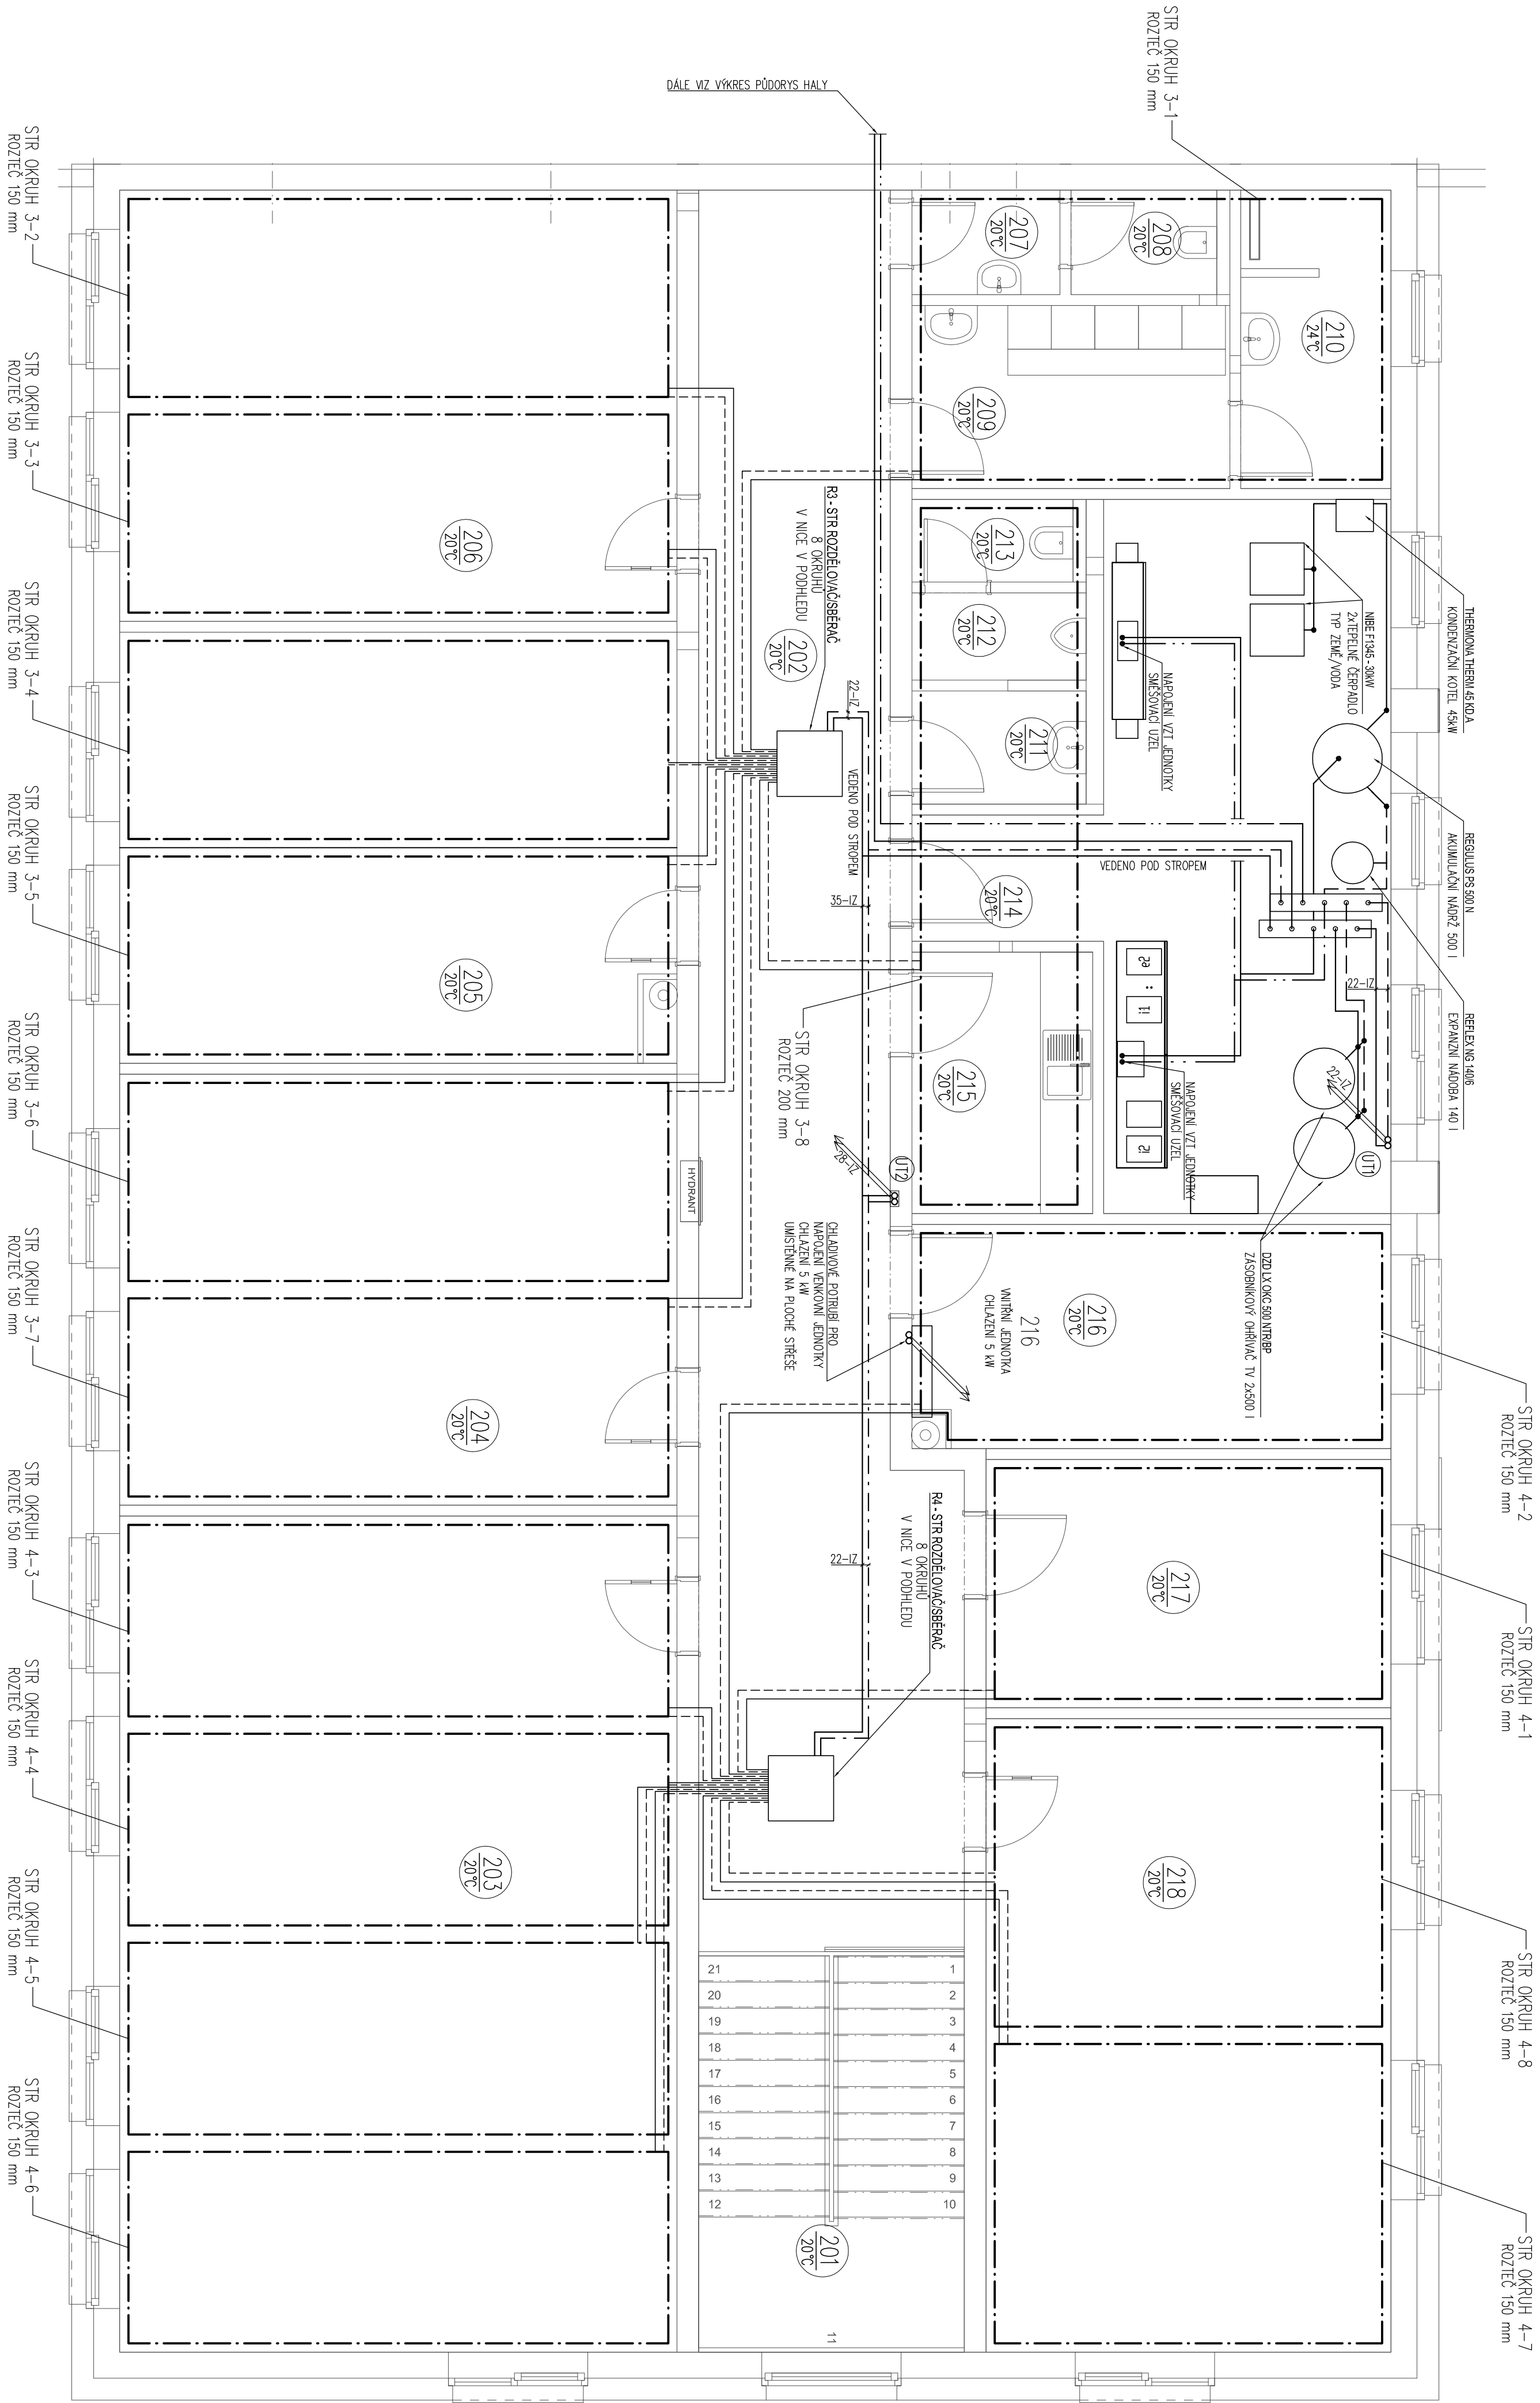 STR OKRUH 3-1
ROZTEČ 150 mm
DÁLE VIZ VÝKRES PŮDORYS HALY
THERMONA THERM 45 KD.A
KONDENZAČNÍ KOTEL 45kW
NIBE F1345 - 30kW
2xTEPELNÉ ČERPADLO
TYP ZEMĚ/VODA
REGULUS PS 500 N
AKUMULAČNÍ NÁDRŽ 500 l
REFLEX NG 140/6
EXPANZNÍ NÁDOBA 140 l
DZD LX OKC 500 NTR/BP
ZÁSOBNÍKOVÝ OHŘÍVAČ TV 2x500 l
STR OKRUH 4-2
ROZTEČ 150 mm
STR OKRUH 4-1
ROZTEČ 150 mm
STR OKRUH 4-8
ROZTEČ 150 mm
STR OKRUH 4-7
ROZTEČ 150 mm
207
20°C
208
20°C
210
24°C
209
20°C
213
20°C
212
20°C
211
20°C
214
20°C
215
20°C
216
20°C
217
20°C
218
20°C
NAPOJENÍ VZT JEDNOTKY
SMĚŠOVACÍ UZEL
NAPOJENÍ VZT JEDNOTKY
SMĚŠOVACÍ UZEL
VEDENO POD STROPEM
22-IZ
22-IZ
UT1
UT2
28-IZ
216
VNITŘNÍ JEDNOTKA
CHLAZENÍ 5 kW
CHLADIVOVÉ POTRUBÍ PRO
NAPOJENÍ VENKOVNÍ JEDNOTKY
CHLAZENÍ 5 kW
UMÍSTĚNNÉ NA PLOCHÉ STŘEŠE
STR OKRUH 3-8
ROZTEČ 200 mm
R3 - STR ROZDĚLOVAČ/SBĚRAČ
8 OKRUHŮ
V NICE V PODHLEDU
202
20°C
22-IZ
VEDENO POD STROPEM
35-IZ
22-IZ
R4 - STR ROZDĚLOVAČ/SBĚRAČ
8 OKRUHŮ
V NICE V PODHLEDU
HYDRANT
206
20°C
205
20°C
204
20°C
203
20°C
201
20°C
1
2
3
4
5
6
7
8
9
10
11
12
13
14
15
16
17
18
19
20
21
STR OKRUH 3-2
ROZTEČ 150 mm
STR OKRUH 3-3
ROZTEČ 150 mm
STR OKRUH 3-4
ROZTEČ 150 mm
STR OKRUH 3-5
ROZTEČ 150 mm
STR OKRUH 3-6
ROZTEČ 150 mm
STR OKRUH 3-7
ROZTEČ 150 mm
STR OKRUH 4-3
ROZTEČ 150 mm
STR OKRUH 4-4
ROZTEČ 150 mm
STR OKRUH 4-5
ROZTEČ 150 mm
STR OKRUH 4-6
ROZTEČ 150 mm